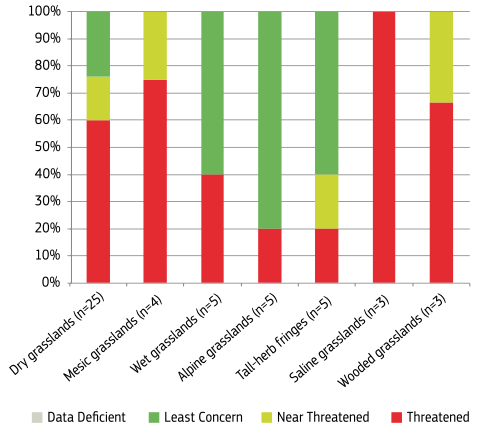 100%
90%
80%
70%
60%
50%
40%
30%
20%
10%
0%
Dry grasslands (n=25)
Mesic grasslands (n=4)
Wet grasslands (n=5)
Alpine grasslands (n=5)
Tall-herb fringes (n=5)
Saline grasslands (n=3)
Wooded grasslands (n=3)
Data Deficient Least Concern Near Threatened Threatened